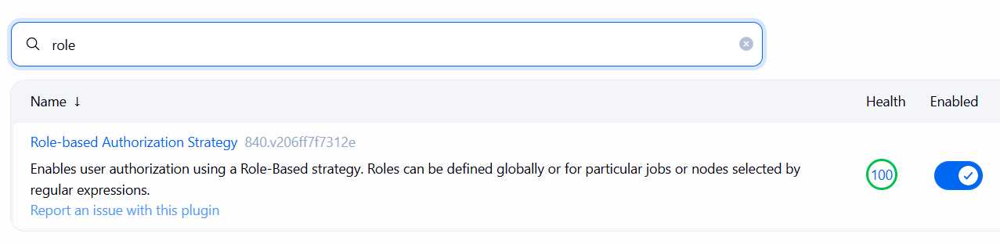 role
Name ↓ Health Enabled
Role-based Authorization Strategy 840.v206ff7f7312e
Enables user authorization using a Role-Based strategy. Roles can be defined globally or for particular jobs or nodes selected by
regular expressions.
100
Report an issue with this plugin